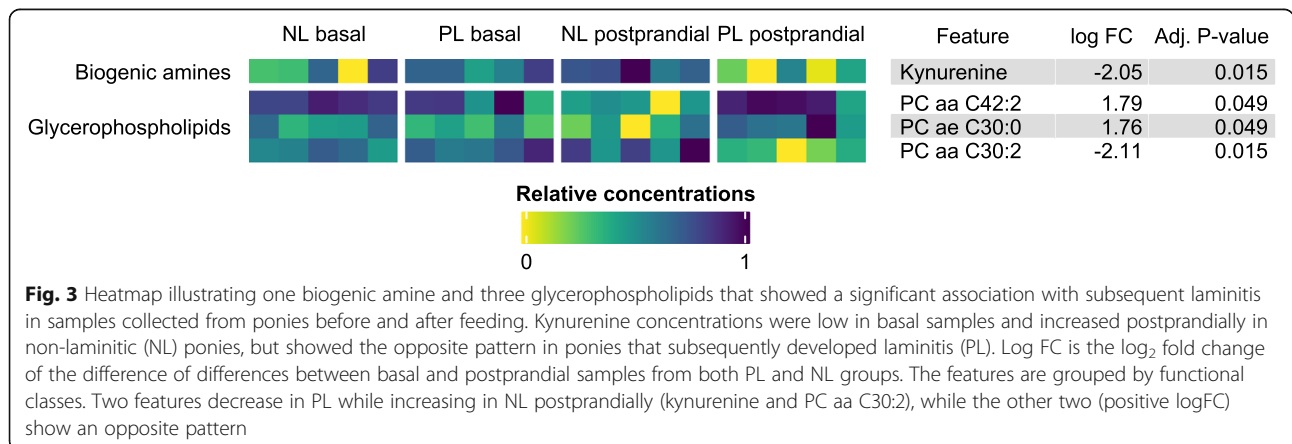 NL basal PL basal NL postprandial PL postprandial Feature log FC Adj. P-value
Biogenic amines Kynurenine -2.05 0.015
PC aa C42:2 1.79 0.049
Glycerophospholipids PC ae C30:0 1.76 0.049
PC aa C30:2 -2.11 0.015
Relative concentrations
0 1
Fig. 3 Heatmap illustrating one biogenic amine and three glycerophospholipids that showed a significant association with subsequent laminitis
in samples collected from ponies before and after feeding. Kynurenine concentrations were low in basal samples and increased postprandially in
non-laminitic (NL) ponies, but showed the opposite pattern in ponies that subsequently developed laminitis (PL). Log FC is the log₂ fold change
of the difference of differences between basal and postprandial samples from both PL and NL groups. The features are grouped by functional
classes. Two features decrease in PL while increasing in NL postprandially (kynurenine and PC aa C30:2), while the other two (positive logFC)
show an opposite pattern